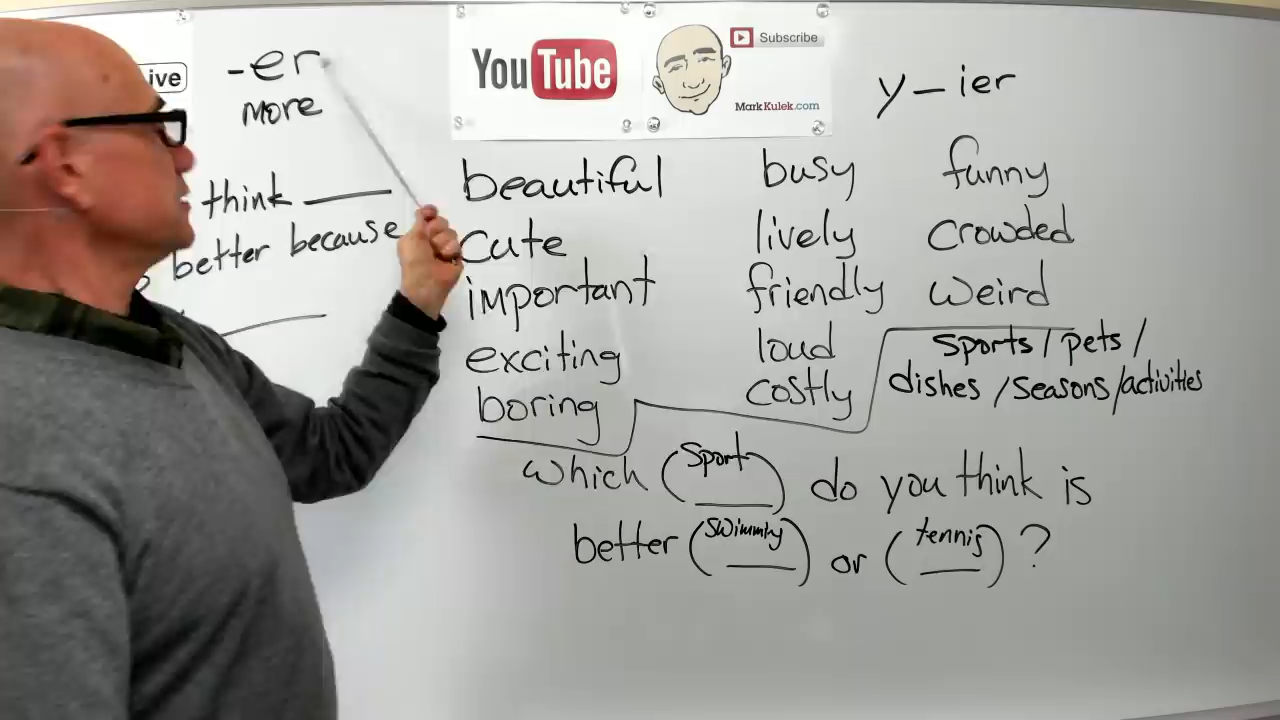 ive
-er
more
think ____
better because
YouTube
Subscribe
MarkKulek.com
y - ier
beautiful
cute
important
exciting
boring
busy
lively
friendly
loud
costly
funny
crowded
weird
sports / pets /
dishes / seasons / activities
which (sport) do you think is
better (swimming) or (tennis) ?